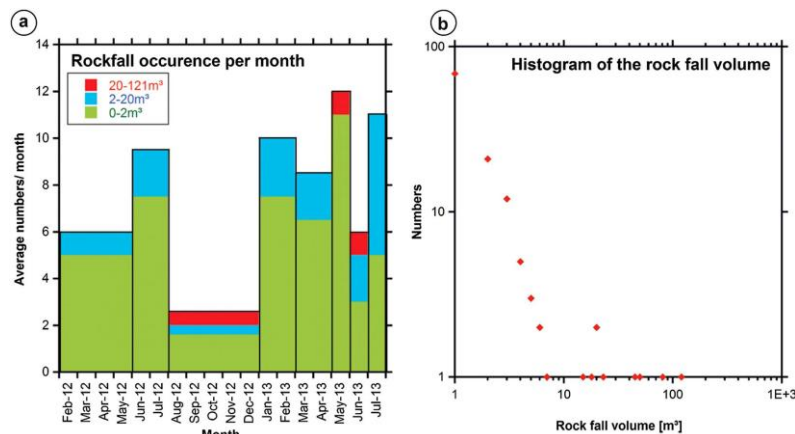 a
Rockfall occurence per month
20-121m³
2-20m³
0-2m³
14
12
10
8
6
4
2
0
Average numbers/ month
Feb-12
Mar-12
Apr-12
May-12
Jun-12
Jul-12
Aug-12
Sep-12
Oct-12
Nov-12
Dec-12
Jan-13
Feb-13
Mar-13
Apr-13
May-13
Jun-13
Jul-13
Month
b
Histogram of the rock fall volume
100
10
1
Numbers
1
10
100
1E+3
Rock fall volume [m³]